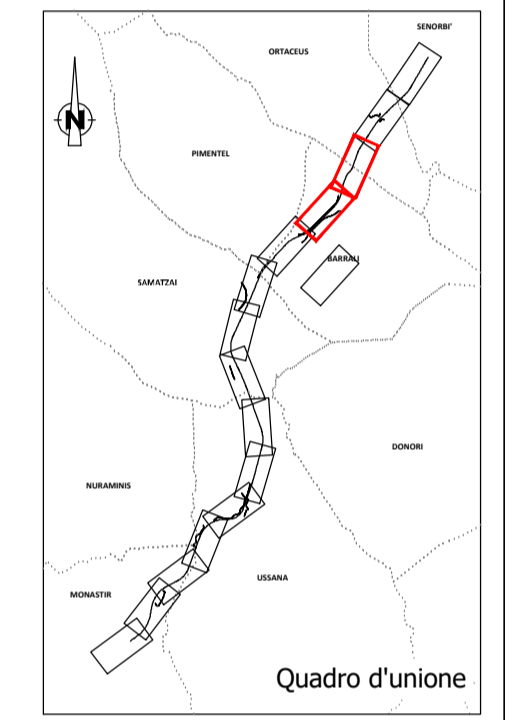 SENORBI'
ORTACEUS
N
PIMENTEL
BARRALI
SAMATZAI
DONORI
NURAMINIS
USSANA
MONASTIR
Quadro d'unione